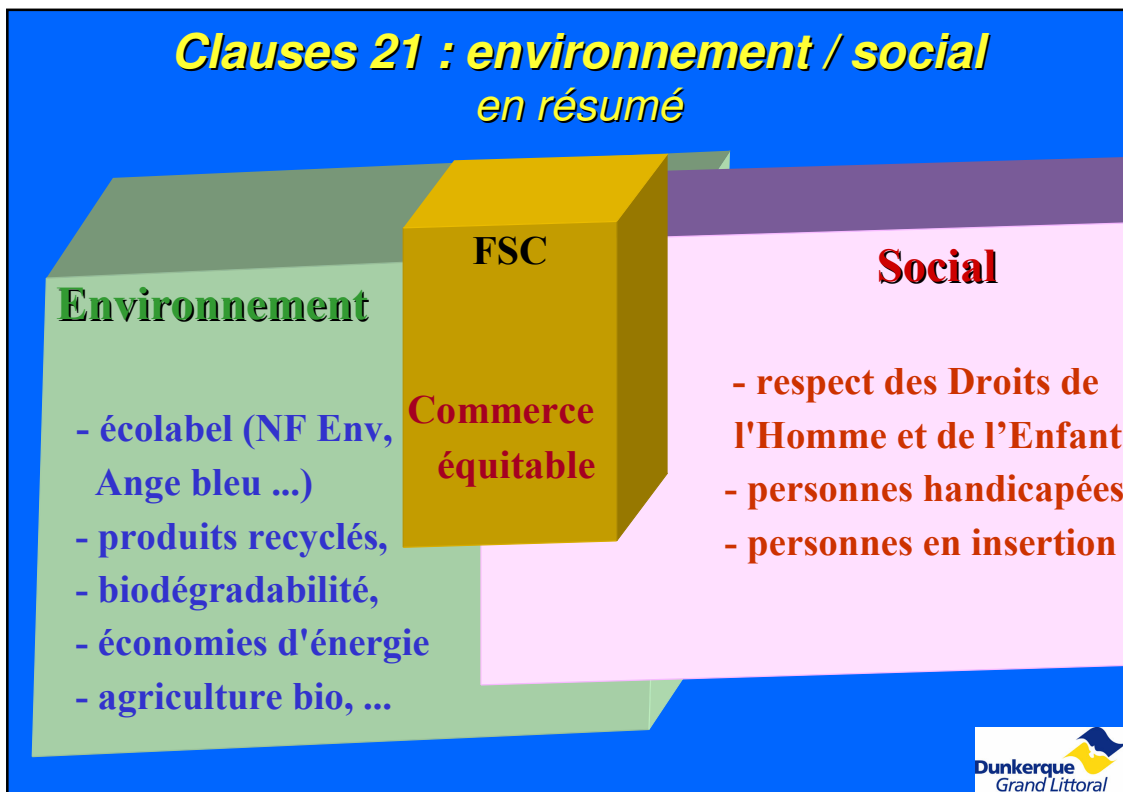 Clauses 21 : environnement / social
en résumé
Environnement
- écolabel (NF Env,
Ange bleu ...)
- produits recyclés,
- biodégradabilité,
- économies d'énergie
- agriculture bio, ...
FSC
Commerce
équitable
Social
- respect des Droits de
l'Homme et de l’Enfant
- personnes handicapées
- personnes en insertion
Dunkerque
Grand Littoral